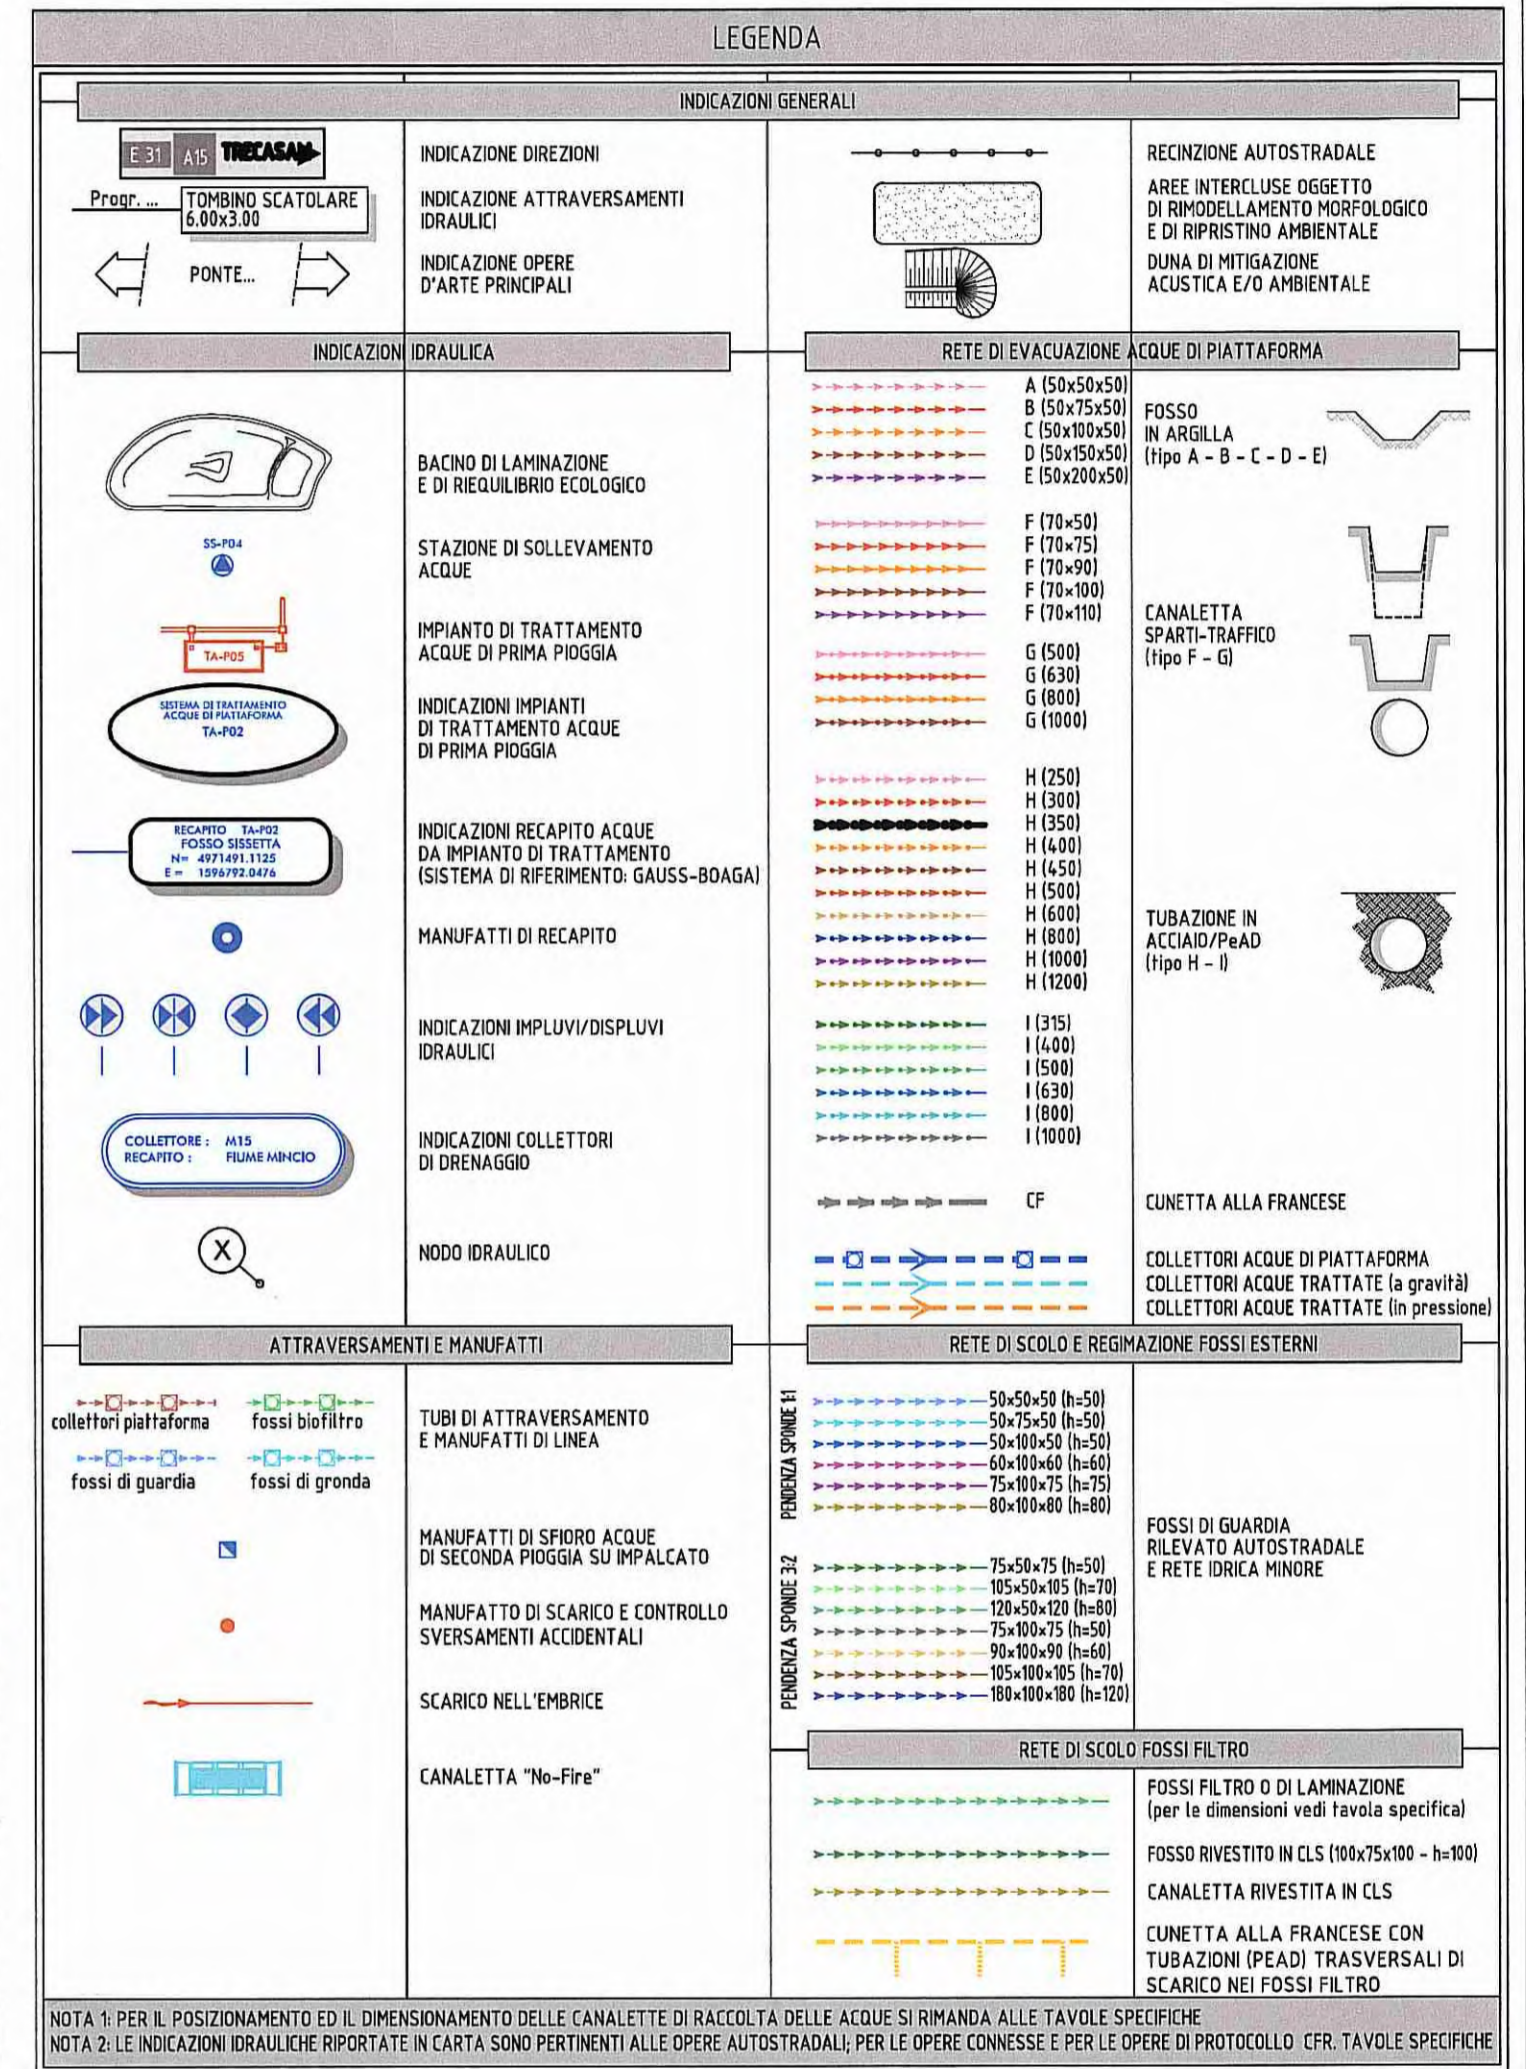 LEGENDA
INDICAZIONI GENERALI
E 31 A15
INDICAZIONE DIREZIONI
Progr. ... TOMBINO SCATOLARE
6.00x3.00
INDICAZIONE ATTRAVERSAMENTI
IDRAULICI
PONTE...
INDICAZIONE OPERE
D'ARTE PRINCIPALI
RECINZIONE AUTOSTRADALE
AREE INTERCLUSE OGGETTO
DI RIMODELLAMENTO MORFOLOGICO
E DI RIPRISTINO AMBIENTALE
DUNA DI MITIGAZIONE
ACUSTICA E/O AMBIENTALE
INDICAZIONI IDRAULICA
BACINO DI LAMINAZIONE
E DI RIEQUILIBRIO ECOLOGICO
SS-P04
STAZIONE DI SOLLEVAMENTO
ACQUE
TA-P05
IMPIANTO DI TRATTAMENTO
ACQUE DI PRIMA PIOGGIA
SISTEMA DI TRATTAMENTO
ACQUE DI PIATTAFORMA
TA-P02
INDICAZIONI IMPIANTI
DI TRATTAMENTO ACQUE
DI PRIMA PIOGGIA
RECAPITO TA-P02
FOSSO SISSETTA
N= 4971491.1125
E = 1596792.0476
INDICAZIONI RECAPITO ACQUE
DA IMPIANTO DI TRATTAMENTO
(SISTEMA DI RIFERIMENTO: GAUSS-BOAGA)
MANUFATTI DI RECAPITO
INDICAZIONI IMPLUVI/DISPLUVI
IDRAULICI
COLLETTORE : M15
RECAPITO : FIUME MINCIO
INDICAZIONI COLLETTORI
DI DRENAGGIO
X
NODO IDRAULICO
RETE DI EVACUAZIONE ACQUE DI PIATTAFORMA
A (50x50x50)
B (50x75x50)
C (50x100x50)
D (50x150x50)
E (50x200x50)
FOSSO
IN ARGILLA
(tipo A - B - C - D - E)
F (70x50)
F (70x75)
F (70x90)
F (70x100)
F (70x110)
G (500)
G (630)
G (800)
G (1000)
CANALETTA
SPARTI-TRAFFICO
(tipo F - G)
H (250)
H (300)
H (350)
H (400)
H (450)
H (500)
H (600)
H (800)
H (1000)
H (1200)
I (315)
I (400)
I (500)
I (630)
I (800)
I (1000)
TUBAZIONE IN
ACCIAIO/PeAD
(tipo H - I)
CF
CUNETTA ALLA FRANCESE
COLLETTORI ACQUE DI PIATTAFORMA
COLLETTORI ACQUE TRATTATE (a gravità)
COLLETTORI ACQUE TRATTATE (in pressione)
ATTRAVERSAMENTI E MANUFATTI
collettori piattaforma fossi biofiltro
fossi di guardia fossi di gronda
TUBI DI ATTRAVERSAMENTO
E MANUFATTI DI LINEA
MANUFATTI DI SFIORO ACQUE
DI SECONDA PIOGGIA SU IMPALCATO
MANUFATTO DI SCARICO E CONTROLLO
SVERSAMENTI ACCIDENTALI
SCARICO NELL'EMBRICE
CANALETTA "No-Fire"
RETE DI SCOLO E REGIMAZIONE FOSSI ESTERNI
PENDENZA SPONDE 1:1
50x50x50 (h=50)
50x75x50 (h=50)
50x100x50 (h=50)
60x100x60 (h=60)
75x100x75 (h=75)
80x100x80 (h=80)
PENDENZA SPONDE 3:2
75x50x75 (h=50)
105x50x105 (h=70)
120x50x120 (h=80)
75x100x75 (h=50)
90x100x90 (h=60)
105x100x105 (h=70)
180x100x180 (h=120)
FOSSI DI GUARDIA
RILEVATO AUTOSTRADALE
E RETE IDRICA MINORE
RETE DI SCOLO FOSSI FILTRO
FOSSI FILTRO O DI LAMINAZIONE
(per le dimensioni vedi tavola specifica)
FOSSO RIVESTITO IN CLS (100x75x100 - h=100)
CANALETTA RIVESTITA IN CLS
CUNETTA ALLA FRANCESE CON
TUBAZIONI (PEAD) TRASVERSALI DI
SCARICO NEI FOSSI FILTRO
NOTA 1: PER IL POSIZIONAMENTO ED IL DIMENSIONAMENTO DELLE CANALETTE DI RACCOLTA DELLE ACQUE SI RIMANDA ALLE TAVOLE SPECIFICHE
NOTA 2: LE INDICAZIONI IDRAULICHE RIPORTATE IN CARTA SONO PERTINENTI ALLE OPERE AUTOSTRADALI; PER LE OPERE CONNESSE E PER LE OPERE DI PROTOCOLLO CFR. TAVOLE SPECIFICHE